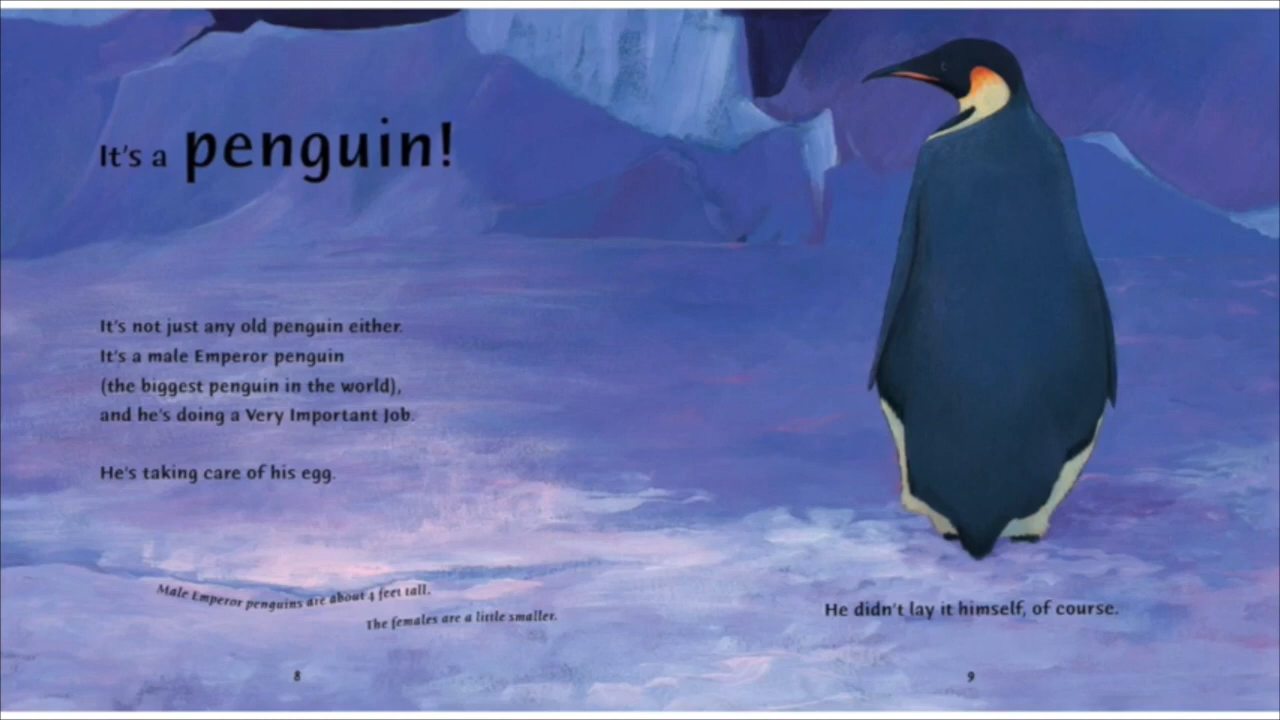 It's a penguin!
It's not just any old penguin either.
It's a male Emperor penguin
(the biggest penguin in the world),
and he's doing a Very Important Job.
He's taking care of his egg.
Male Emperor penguins are about 4 feet tall.
The females are a little smaller.
8
He didn't lay it himself, of course.
9